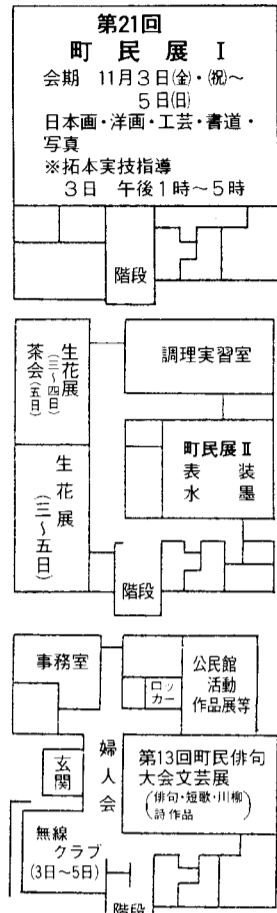 第21回
町民展Ⅰ
会期 11月3日㈮・㈷～
5日㈰
日本画・洋画・工芸・書道・
写真
※拓本実技指導
3日 午後1時～5時
階段
生花展
(三～四日)
茶会(五日)
調理実習室
生花展
(三～五日)
町民展Ⅱ
表装
水墨
階段
事務室
ロッ
カー
公民館
活動
作品展等
玄関
婦人会
第13回町民俳句
大会文芸展
(俳句・短歌・川柳
詩作品)
無線
クラブ
(3日～5日)
階段